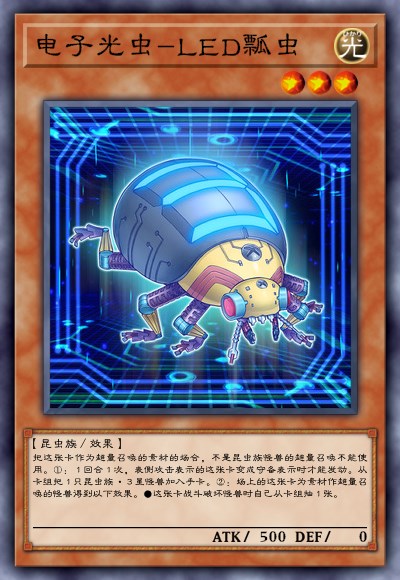 电子光虫-LED瓢虫
光
【昆虫族/效果】
把这张卡作为超量召唤的素材的场合，不是昆虫族怪兽的超量召唤不能使
用。①：1回合1次，表侧攻击表示的这张卡变成守备表示时才能发动。从
卡组把1只昆虫族·3星怪兽加入手卡。②：场上的这张卡为素材作超量召
唤的怪兽得到以下效果。●这张卡战斗破坏怪兽时自己从卡组抽1张。
ATK/ 500 DEF/ 0